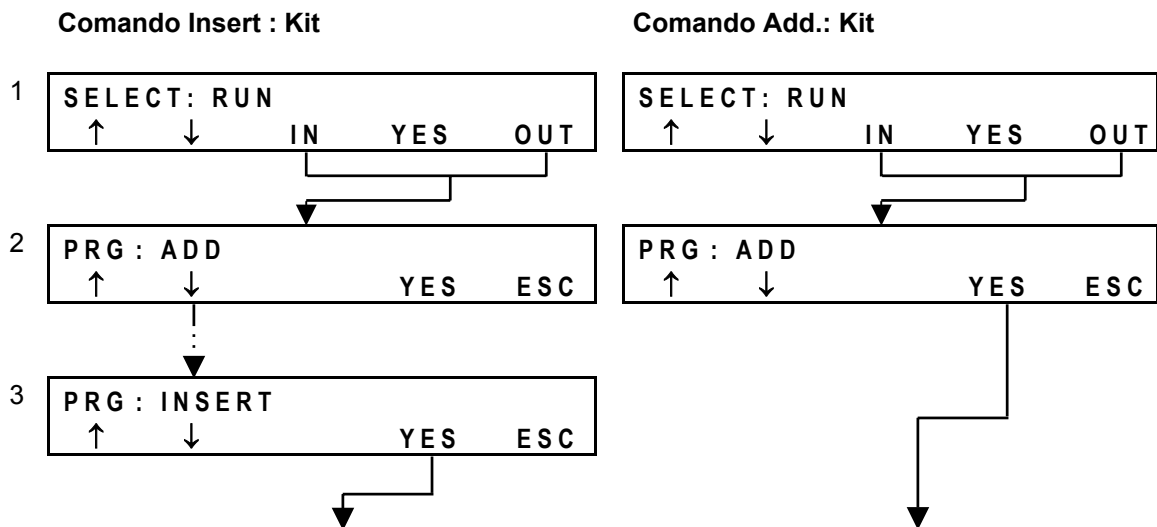 Comando Insert : Kit
Comando Add.: Kit
1
SELECT: RUN
↑ ↓ IN YES OUT
SELECT: RUN
↑ ↓ IN YES OUT
2
PRG: ADD
↑ ↓ YES ESC
PRG: ADD
↑ ↓ YES ESC
3
PRG: INSERT
↑ ↓ YES ESC